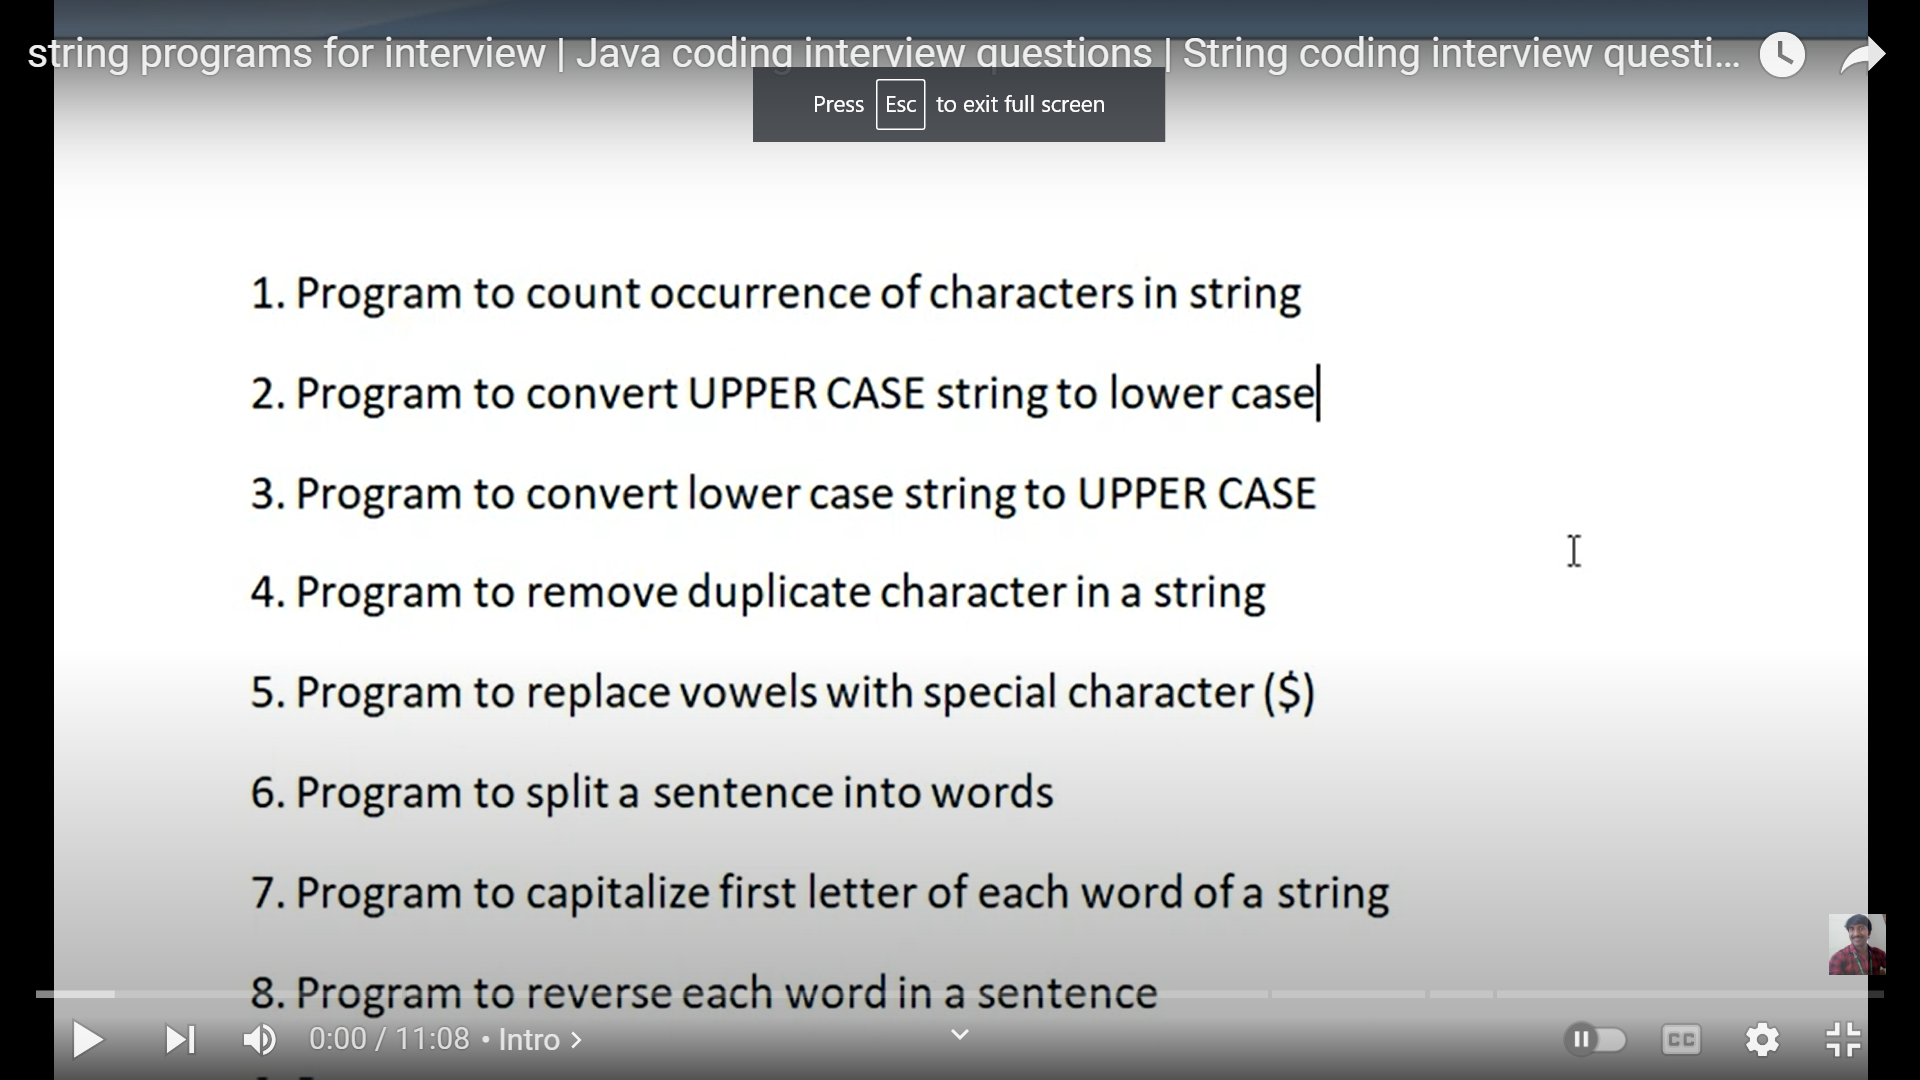 string programs for interview | Java coding interview questions | String coding interview questi...
Press Esc to exit full screen
1. Program to count occurrence of characters in string
2. Program to convert UPPER CASE string to lower case
3. Program to convert lower case string to UPPER CASE
4. Program to remove duplicate character in a string
5. Program to replace vowels with special character ($)
6. Program to split a sentence into words
7. Program to capitalize first letter of each word of a string
8. Program to reverse each word in a sentence
0:00 / 11:08 • Intro >
CC